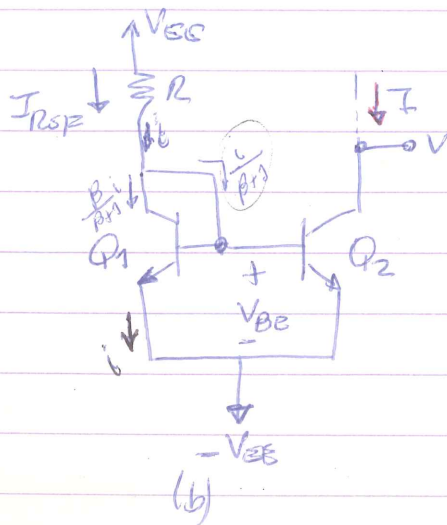 VEE
IREF
R
i
i/β+1
I
V
β i/β+1
Q1
Q2
+
VBE
-
i
-VEE
(b)